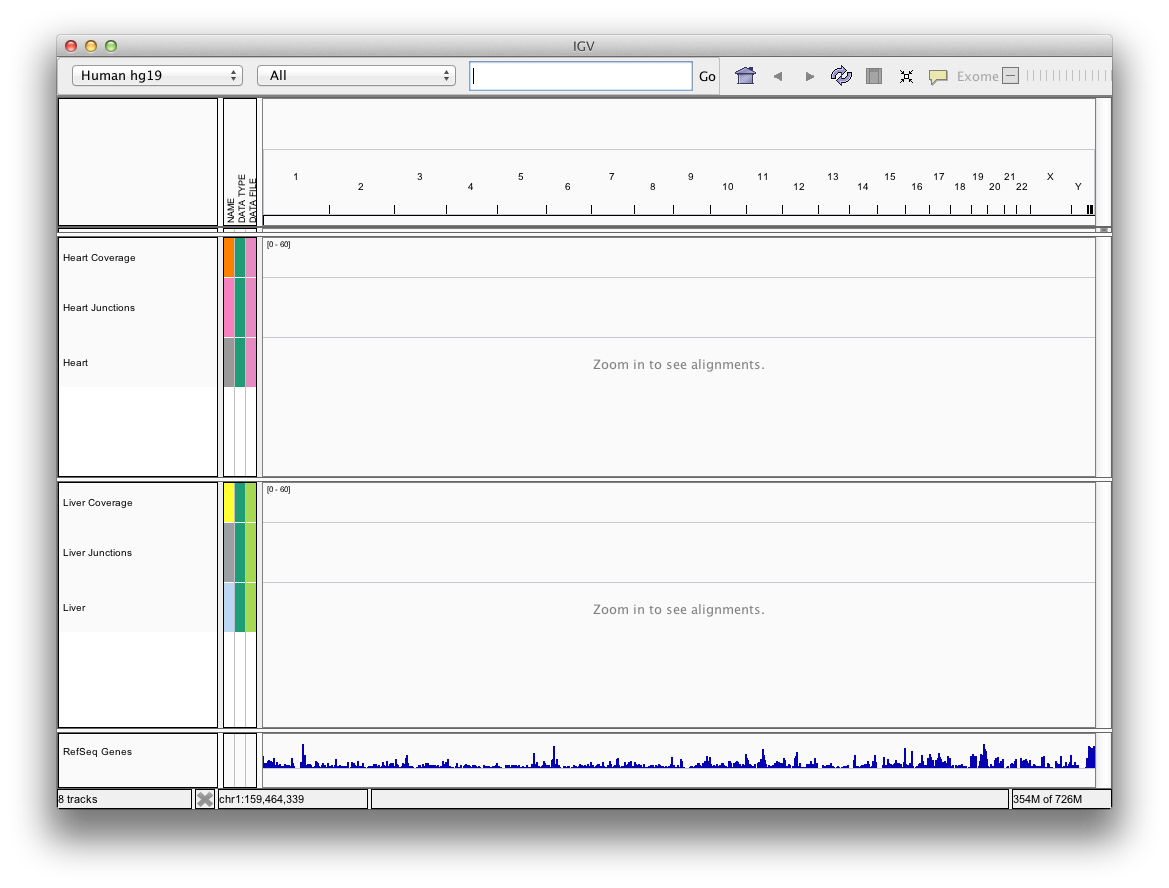 IGV
Human hg19 All Go Exome
NAME
DATA TYPE
DATA FILE
1 3 5 7 9 11 13 15 17 19 21 X
2 4 6 8 10 12 14 16 18 20 22 Y
[0 - 60]
Heart Coverage
Heart Junctions
Heart
Zoom in to see alignments.
[0 - 60]
Liver Coverage
Liver Junctions
Liver
Zoom in to see alignments.
RefSeq Genes
8 tracks chr1:159,464,339 354M of 726M